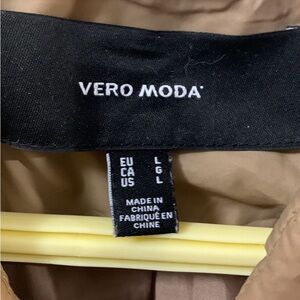 VERO MODA
EU L
CA G
US L
MADE IN
CHINA
FABRIQUÉ EN
CHINE